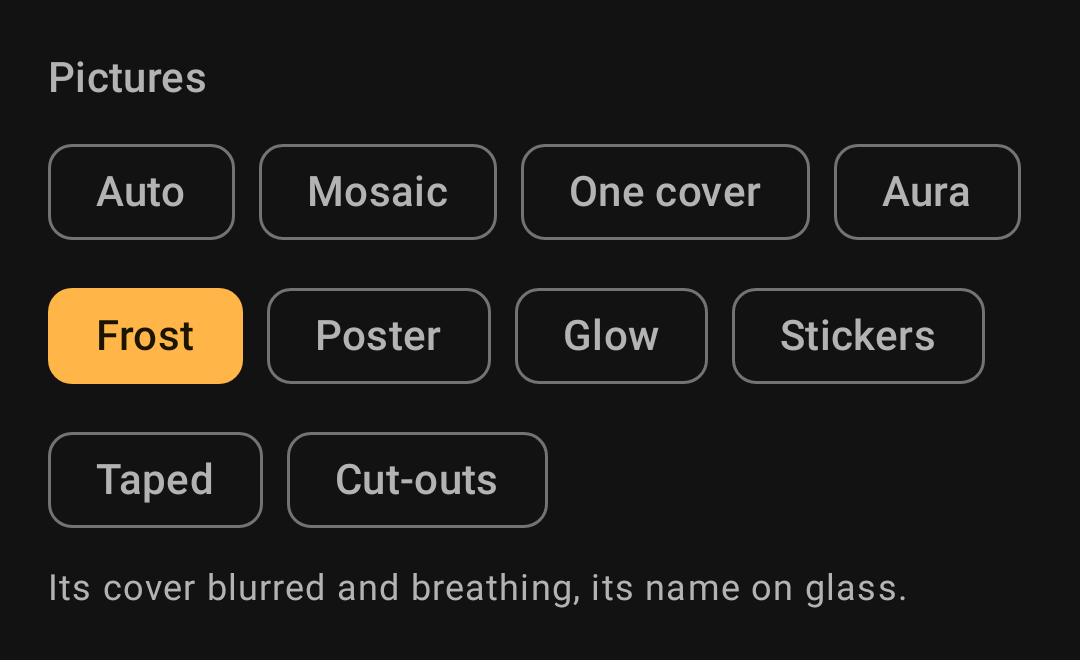 Pictures
Auto Mosaic One cover Aura
Frost Poster Glow Stickers
Taped Cut-outs
Its cover blurred and breathing, its name on glass.